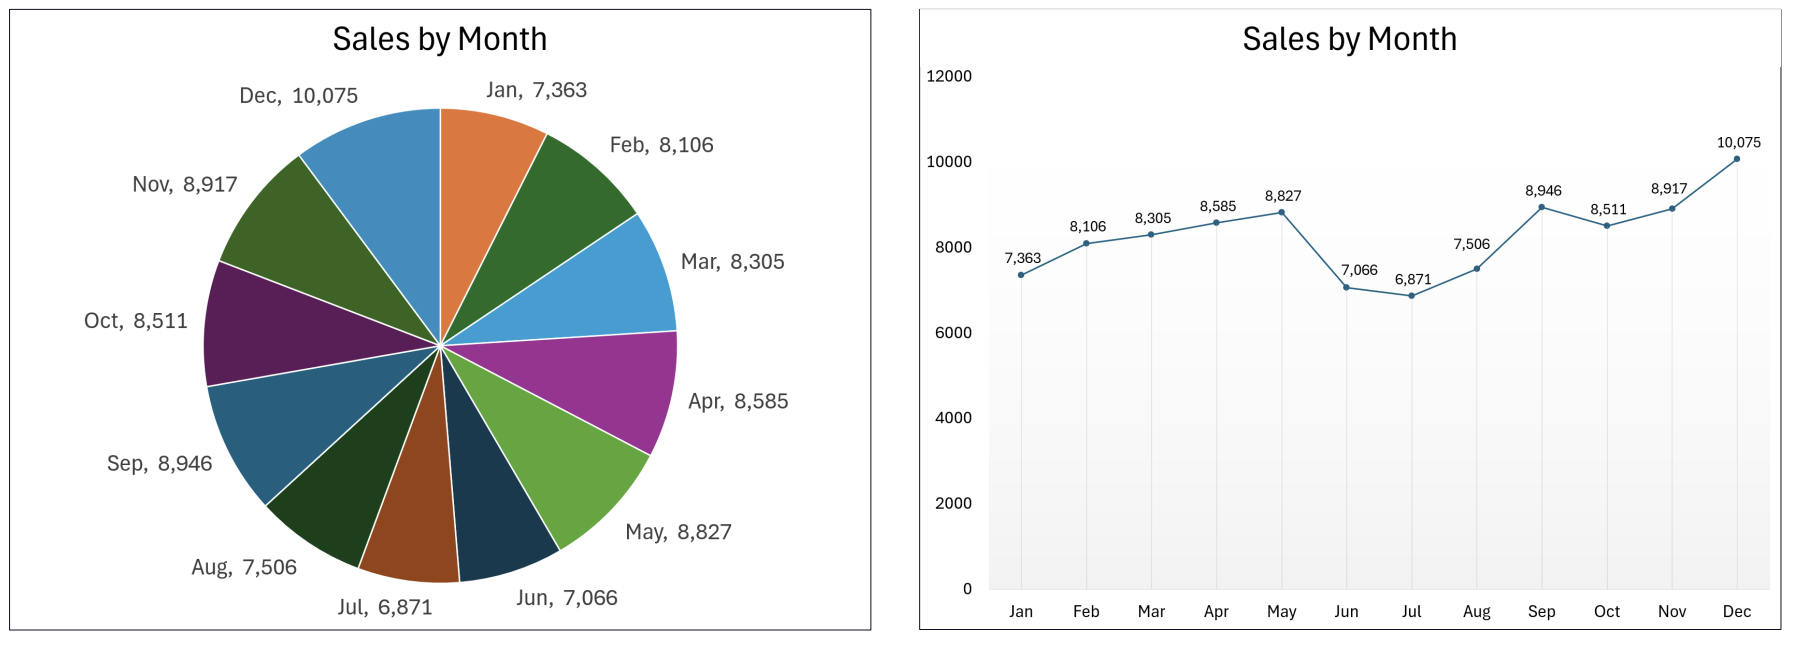 Sales by Month
Jan, 7,363
Feb, 8,106
Mar, 8,305
Apr, 8,585
May, 8,827
Jun, 7,066
Jul, 6,871
Aug, 7,506
Sep, 8,946
Oct, 8,511
Nov, 8,917
Dec, 10,075
Sales by Month
12000
10000
8000
6000
4000
2000
0
7,363
8,106
8,305
8,585
8,827
7,066
6,871
7,506
8,946
8,511
8,917
10,075
Jan Feb Mar Apr May Jun Jul Aug Sep Oct Nov Dec